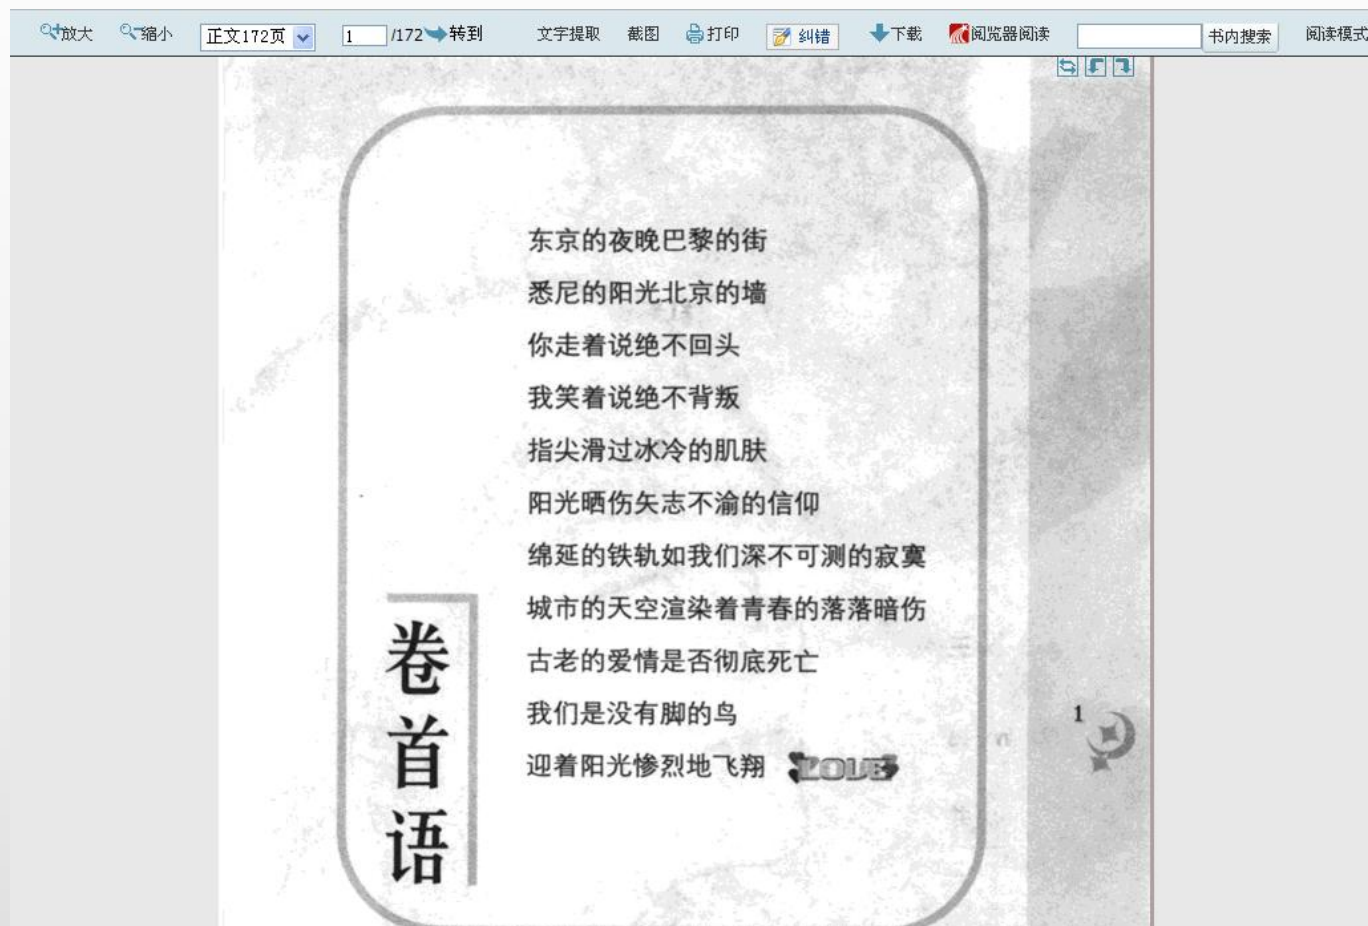 放大 缩小 正文172页 1 /172 转到 文字提取 截图 打印 纠错 下载 阅览器阅读 书内搜索 阅读模式
东京的夜晚巴黎的街
悉尼的阳光北京的墙
你走着说绝不回头
我笑着说绝不背叛
指尖滑过冰冷的肌肤
阳光晒伤矢志不渝的信仰
绵延的铁轨如我们深不可测的寂寞
城市的天空渲染着青春的落落暗伤
古老的爱情是否彻底死亡
我们是没有脚的鸟
迎着阳光惨烈地飞翔 LOVE
卷首语
1